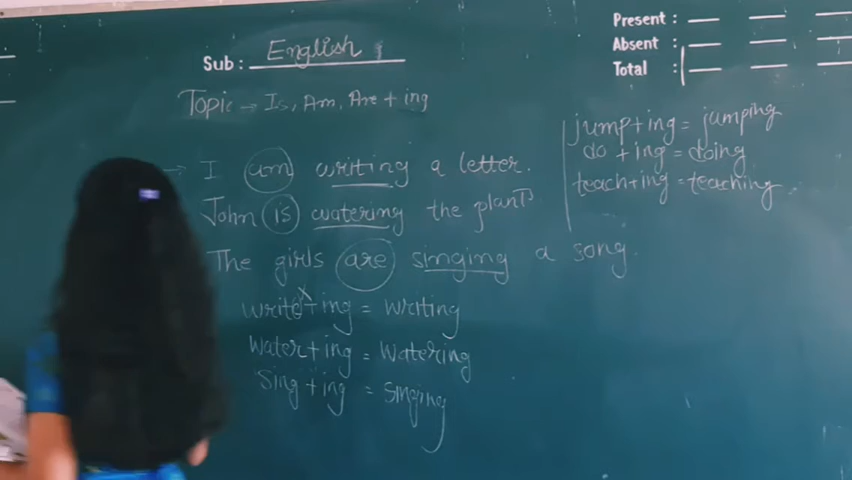 Sub : English
Present :
Absent :
Total :
Topic → Is, Am, Are + ing
→ I am writing a letter.
John is watering the plants
The girls are singing a song.
write + ing = writing
Water + ing = Watering
Sing + ing = singing
jump + ing = jumping
do + ing = doing
teach + ing = teaching